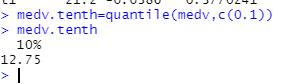 > medv.tenth=quantile(medv,c(0.1))
> medv.tenth
10%
12.75
>